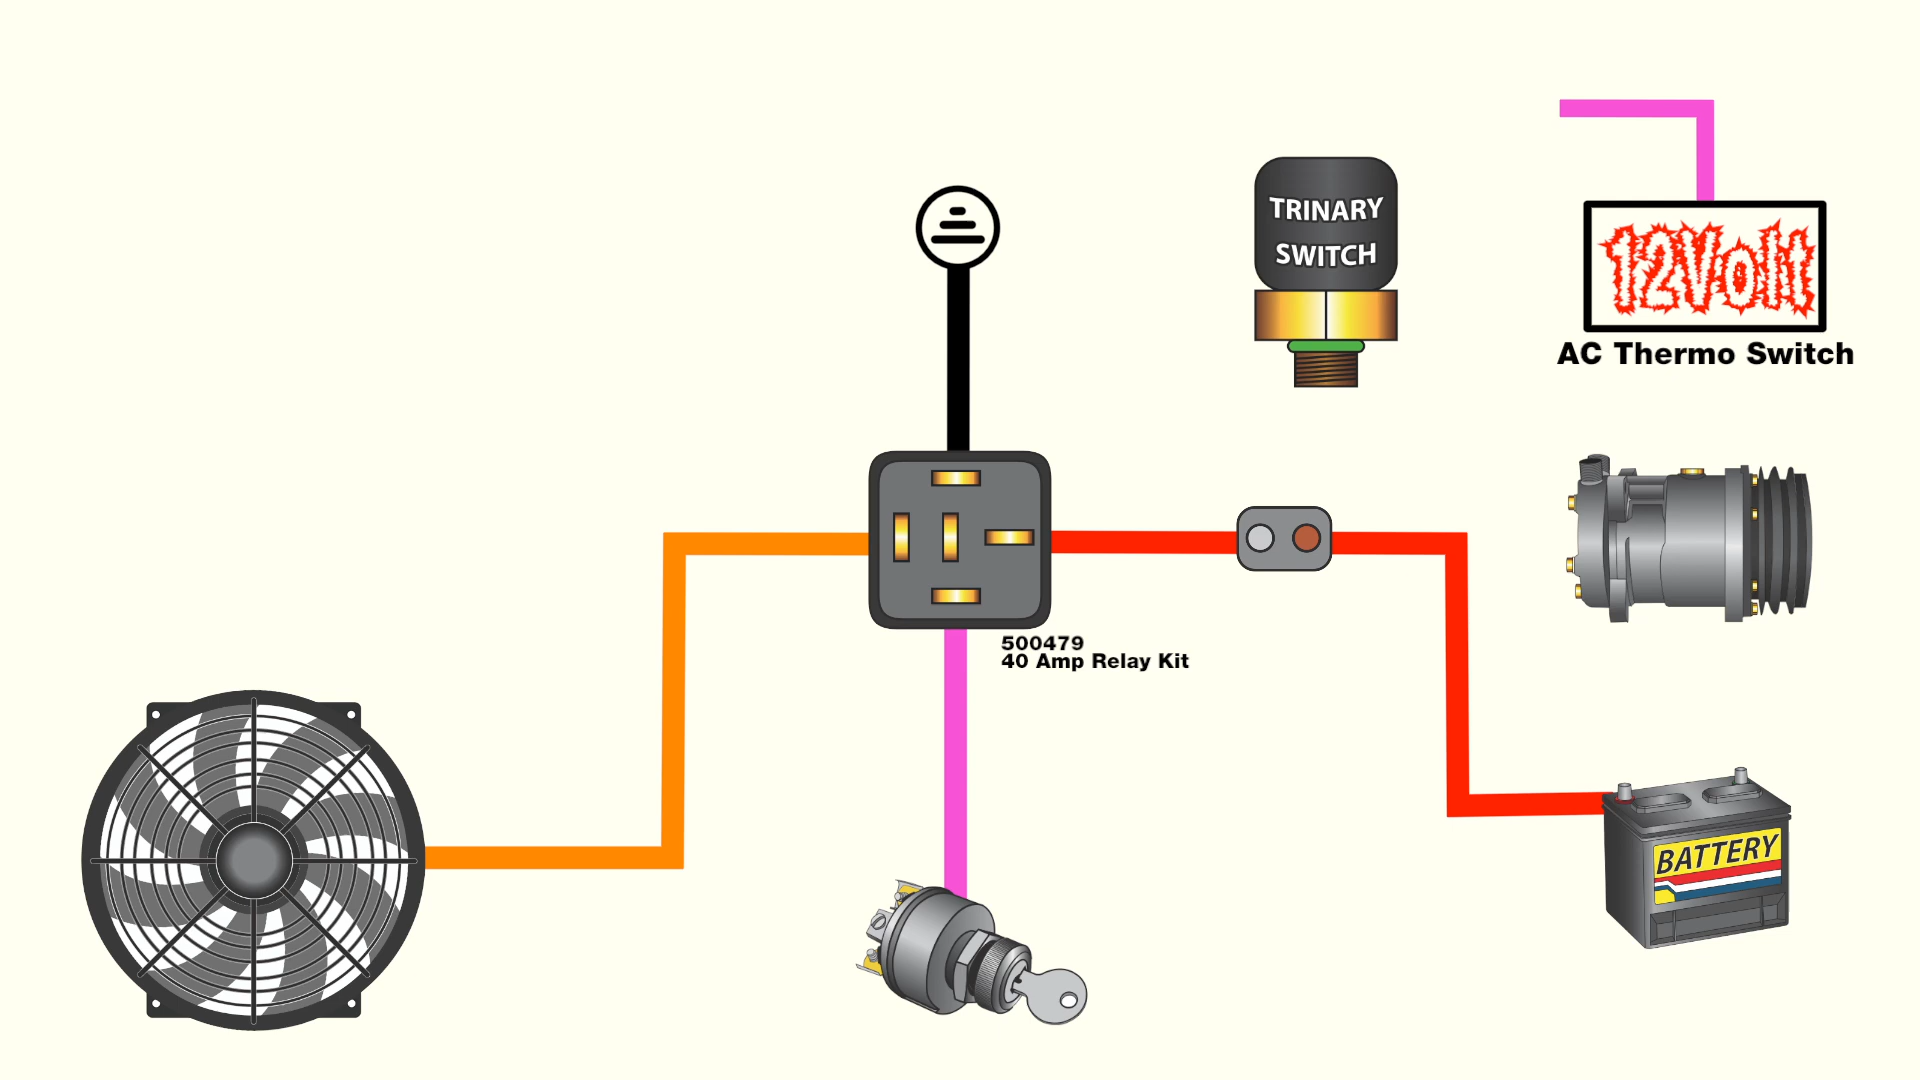 TRINARY
SWITCH
12Volt
AC Thermo Switch
500479
40 Amp Relay Kit
BATTERY